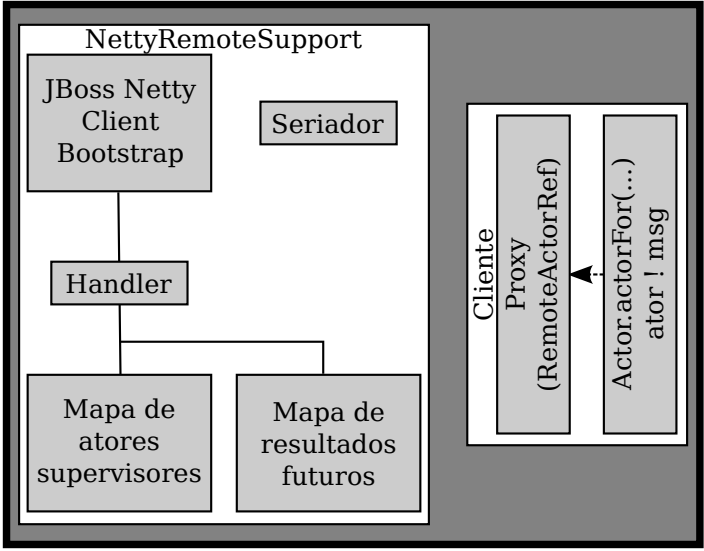 NettyRemoteSupport
JBoss Netty
Client
Bootstrap
Seriador
Handler
Mapa de
atores
supervisores
Mapa de
resultados
futuros
Cliente
Proxy
(RemoteActorRef)
Actor.actorFor(...)
ator ! msg